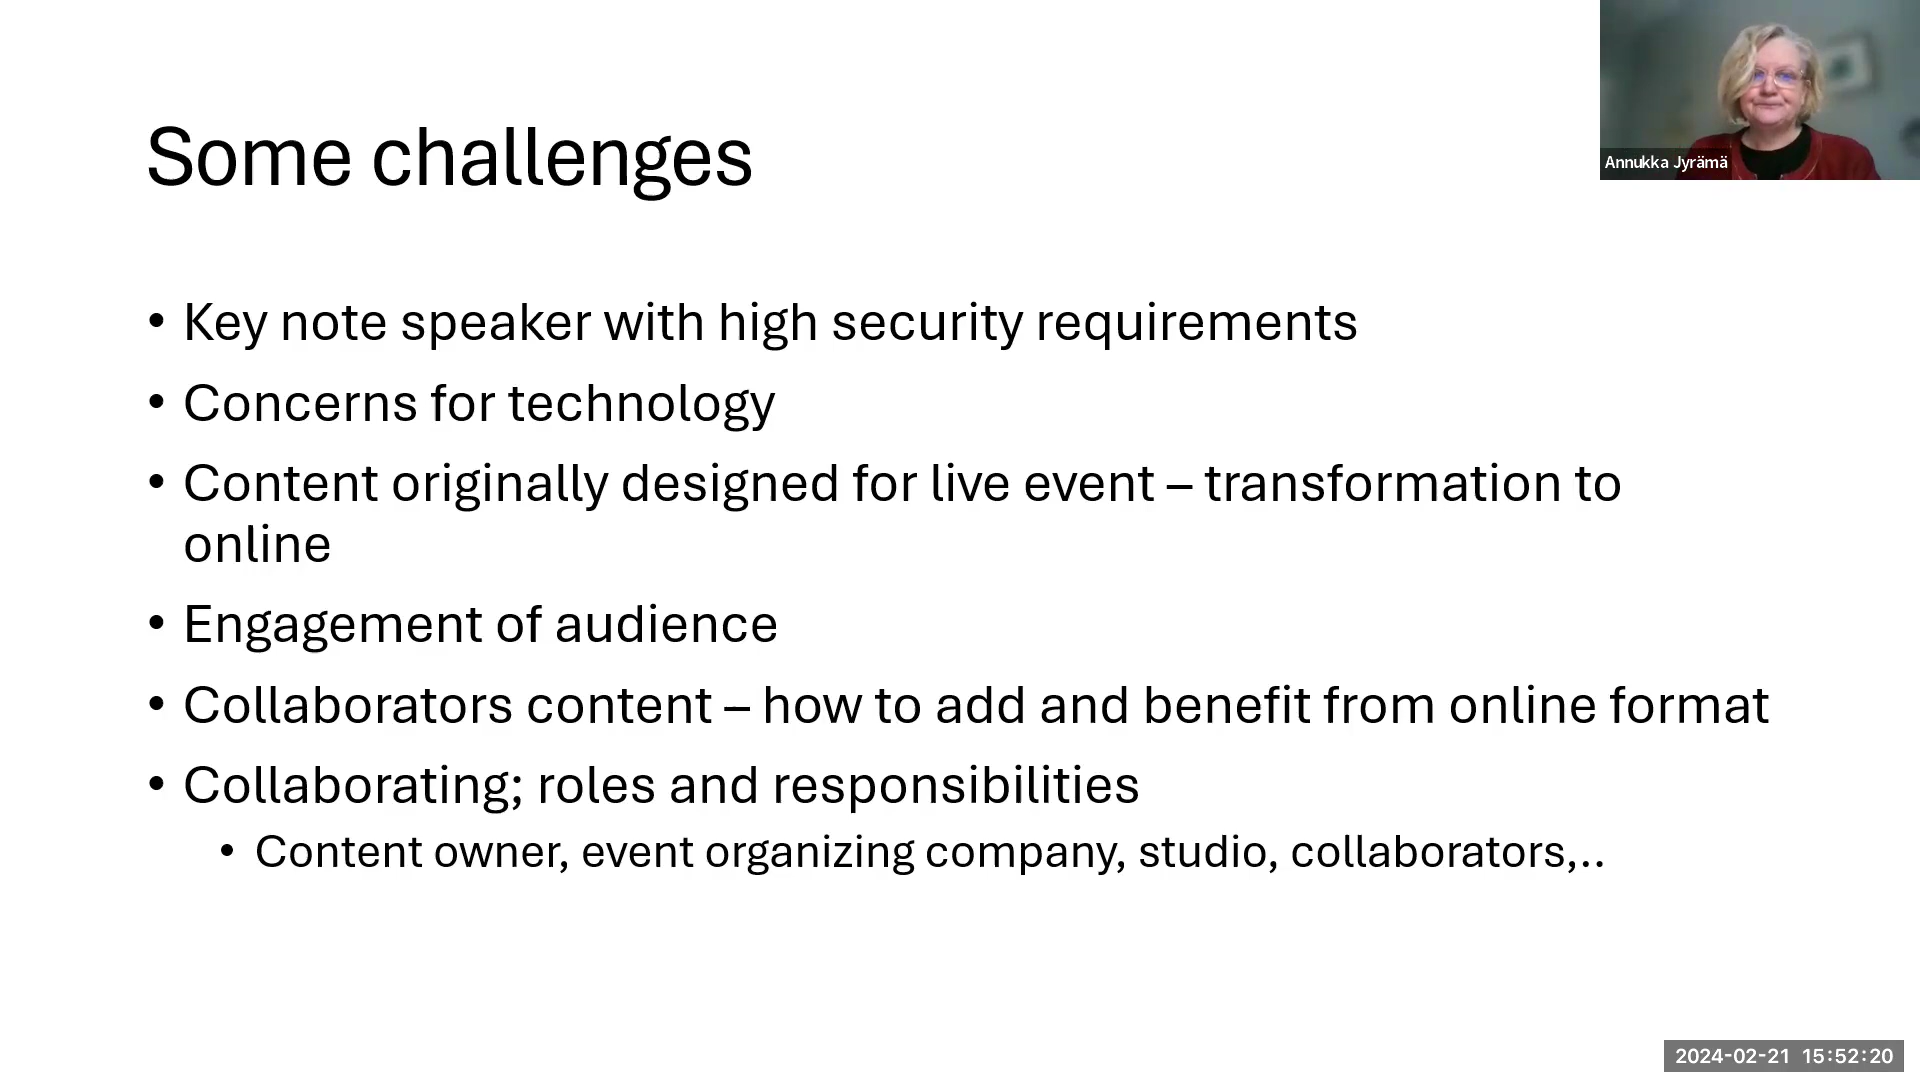 Some challenges
Annukka Jyrämä
• Key note speaker with high security requirements
• Concerns for technology
• Content originally designed for live event – transformation to
online
• Engagement of audience
• Collaborators content – how to add and benefit from online format
• Collaborating; roles and responsibilities
• Content owner, event organizing company, studio, collaborators,..
2024-02-21 15:52:20